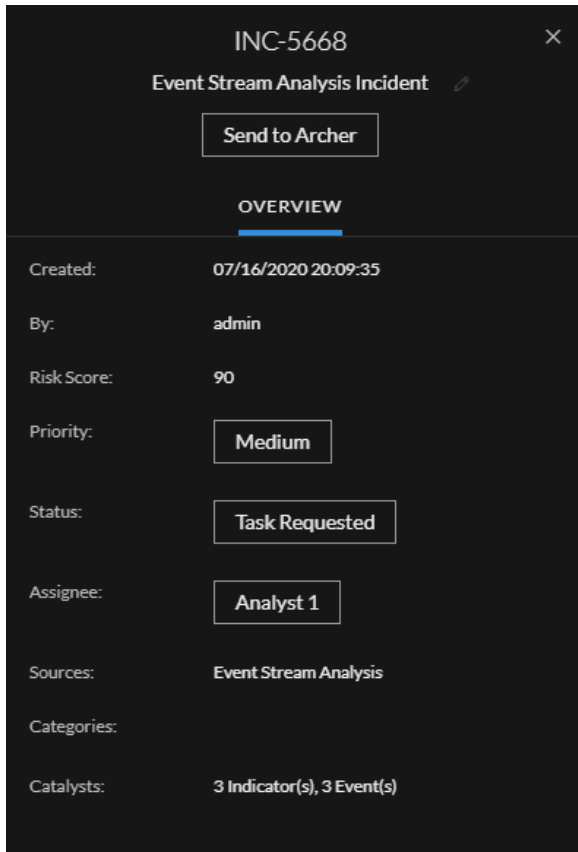 INC-5668
Event Stream Analysis Incident
Send to Archer
OVERVIEW
Created: 07/16/2020 20:09:35
By: admin
Risk Score: 90
Priority: Medium
Status: Task Requested
Assignee: Analyst 1
Sources: Event Stream Analysis
Categories:
Catalysts: 3 Indicator(s), 3 Event(s)